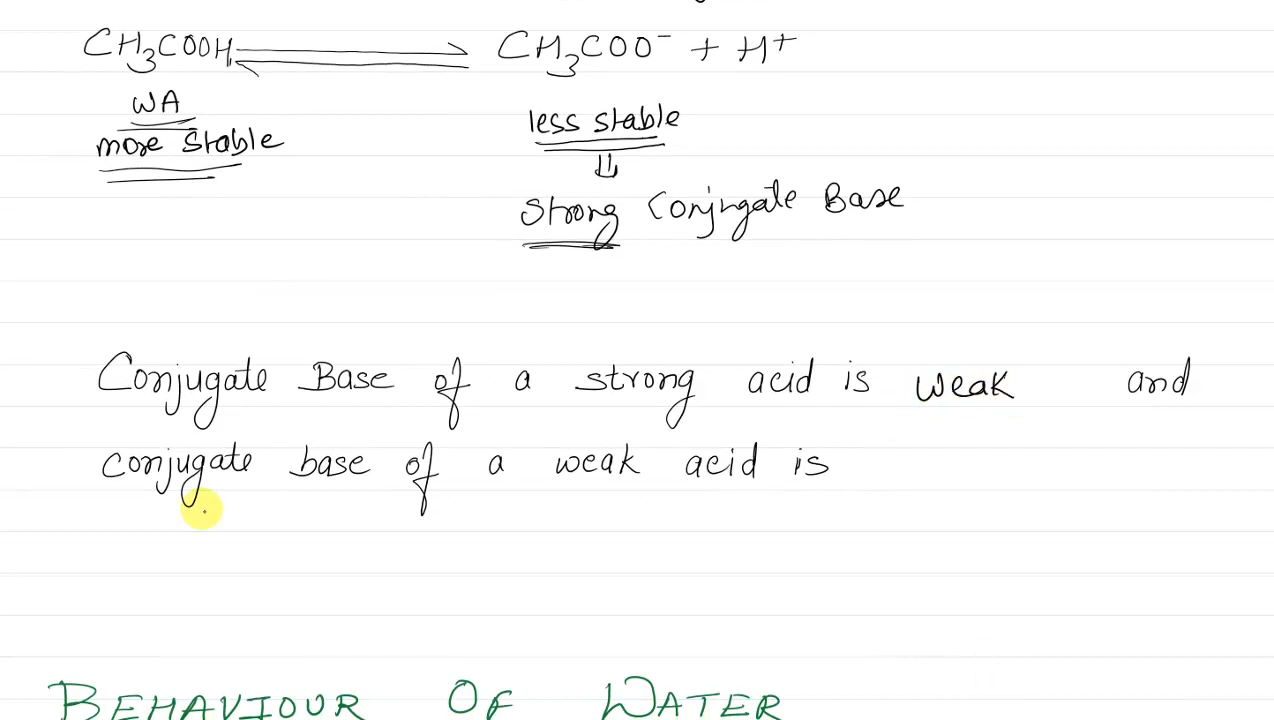 CH₃COOH ⇌ CH₃COO⁻ + H⁺
WA
more stable
less stable
⇓
strong Conjugate Base
Conjugate Base of a strong acid is weak and
conjugate base of a weak acid is
BEHAVIOUR OF WATER